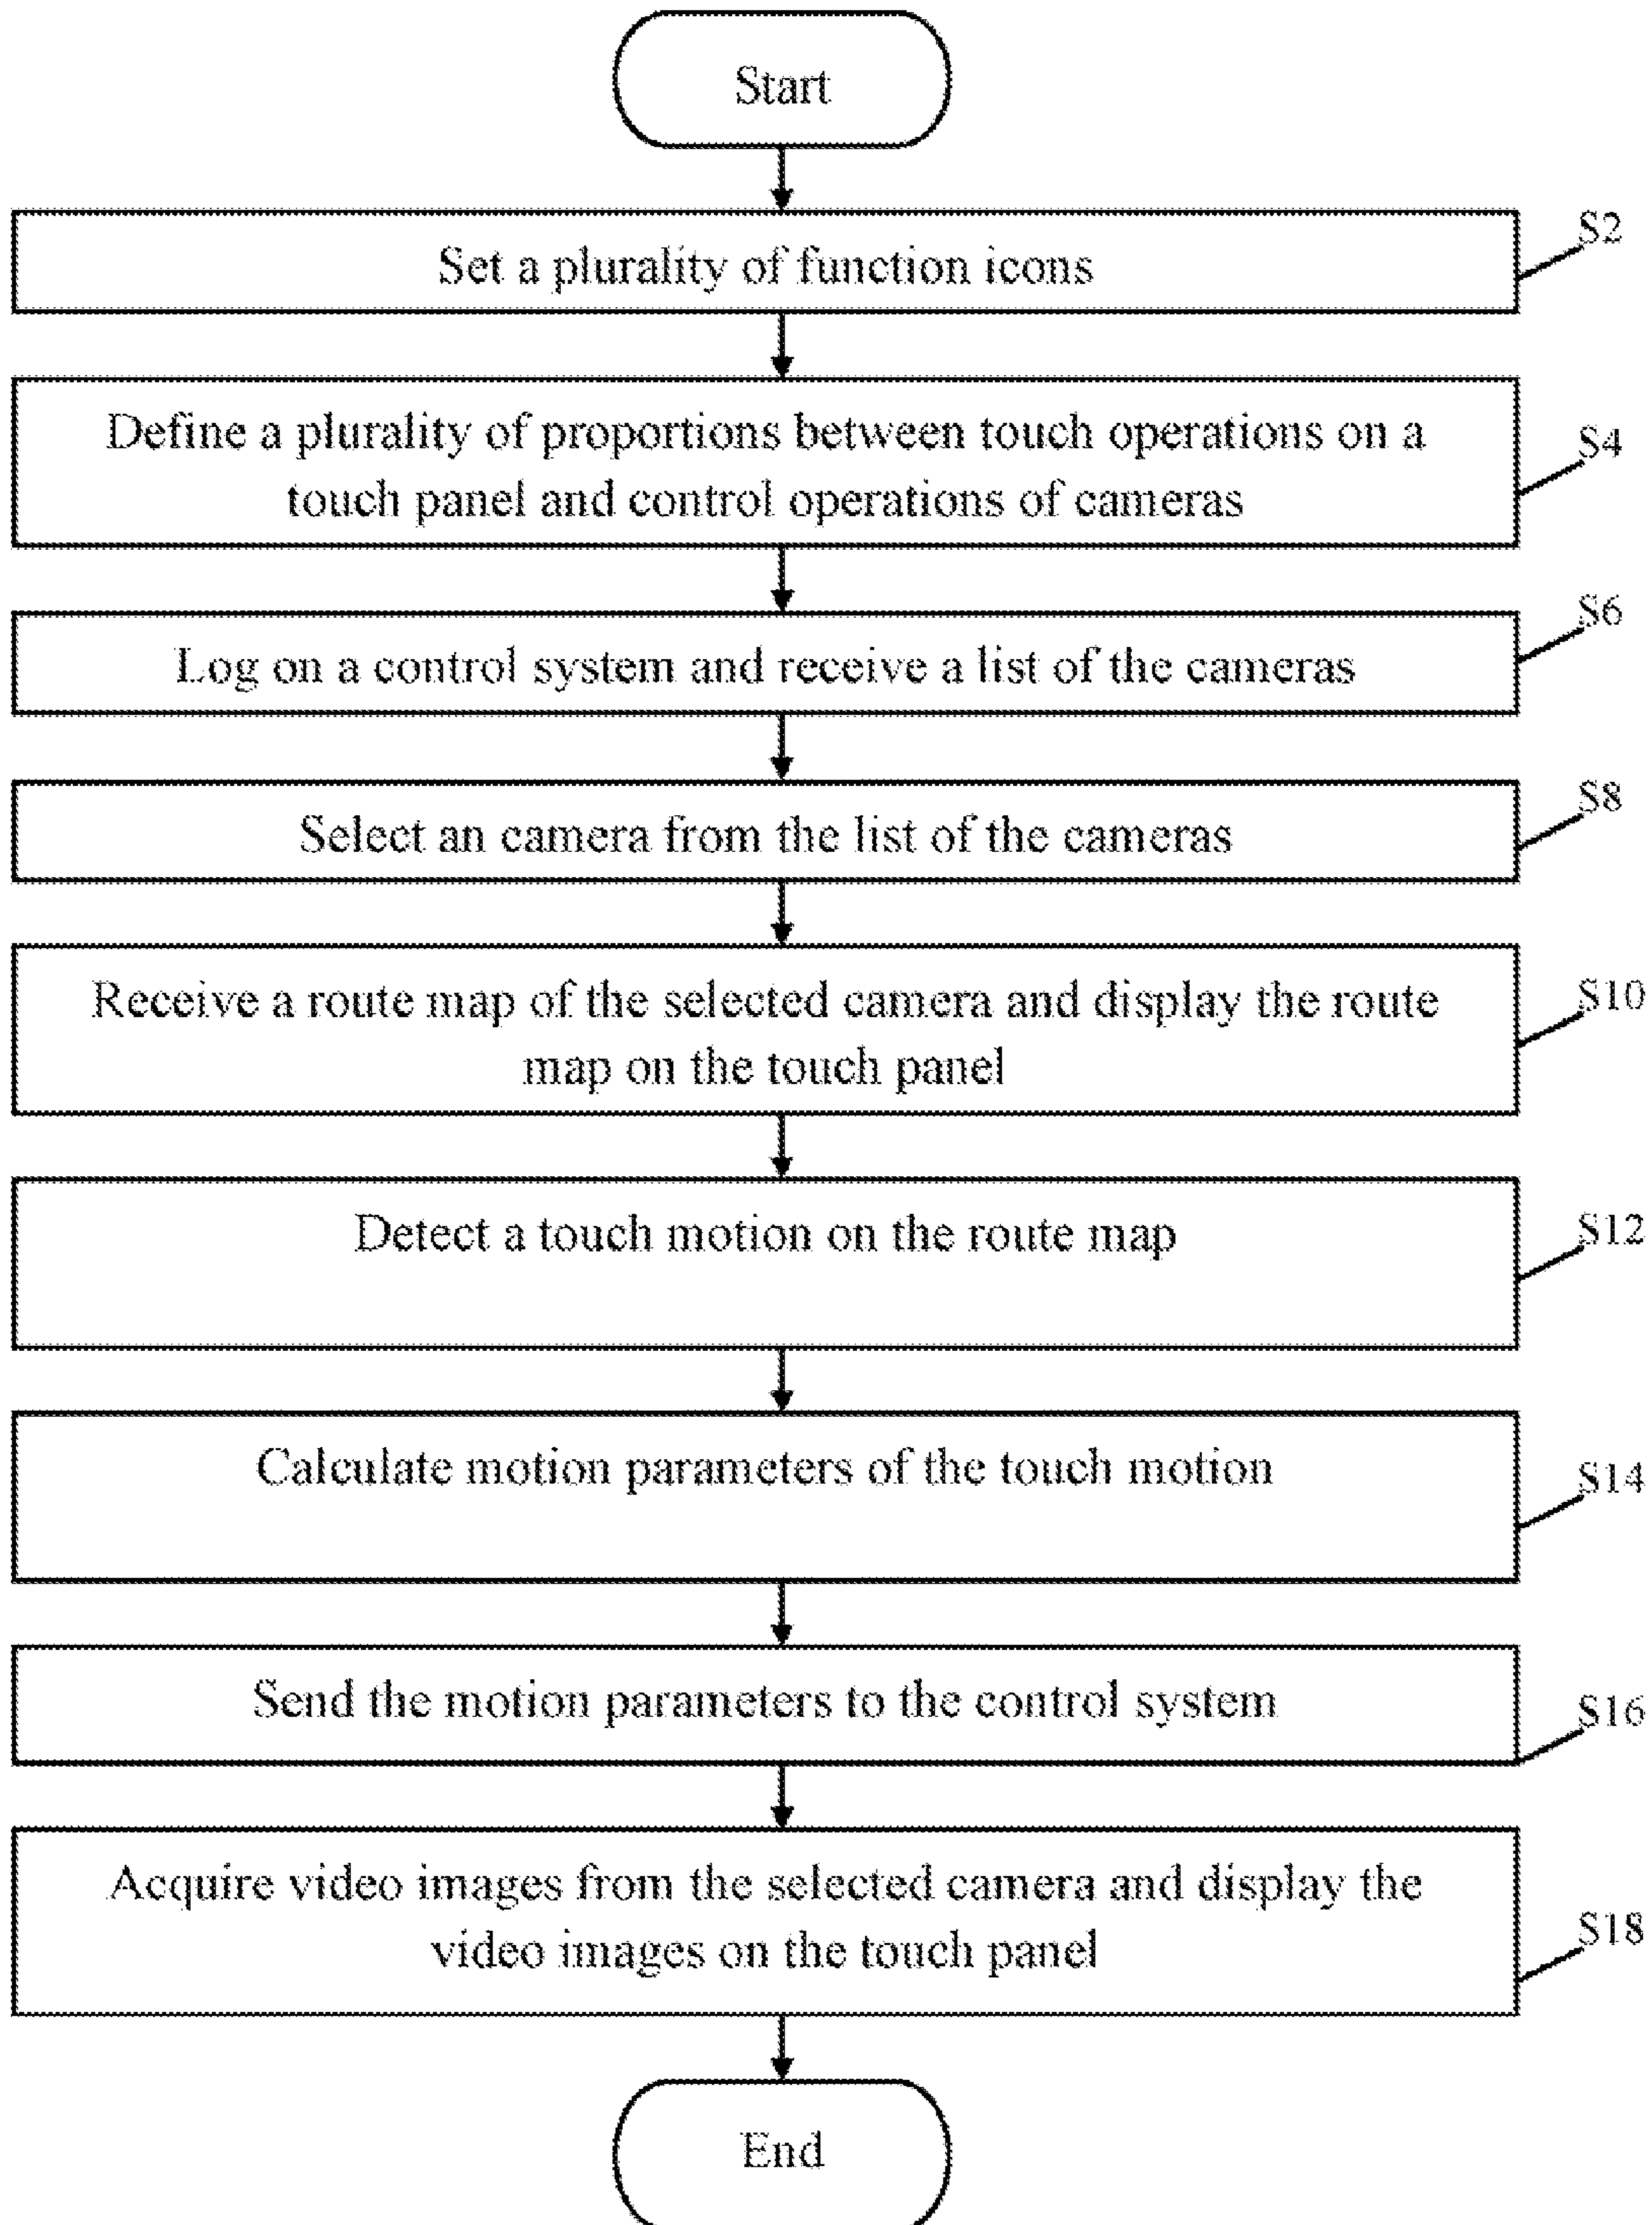 Start
S2
Set a plurality of function icons
Define a plurality of proportions between touch operations on a
S4
touch panel and control operations of cameras
S6
Log on a control system and receive a list of the cameras
S8
Select an camera from the list of the cameras
Receive a route map of the selected camera and display the route
S10
map on the touch panel
Detect a touch motion on the route map
S12
Calculate motion parameters of the touch motion
S14
Send the motion parameters to the control system
S16
Acquire video images from the selected camera and display the
S18
video images on the touch panel
End